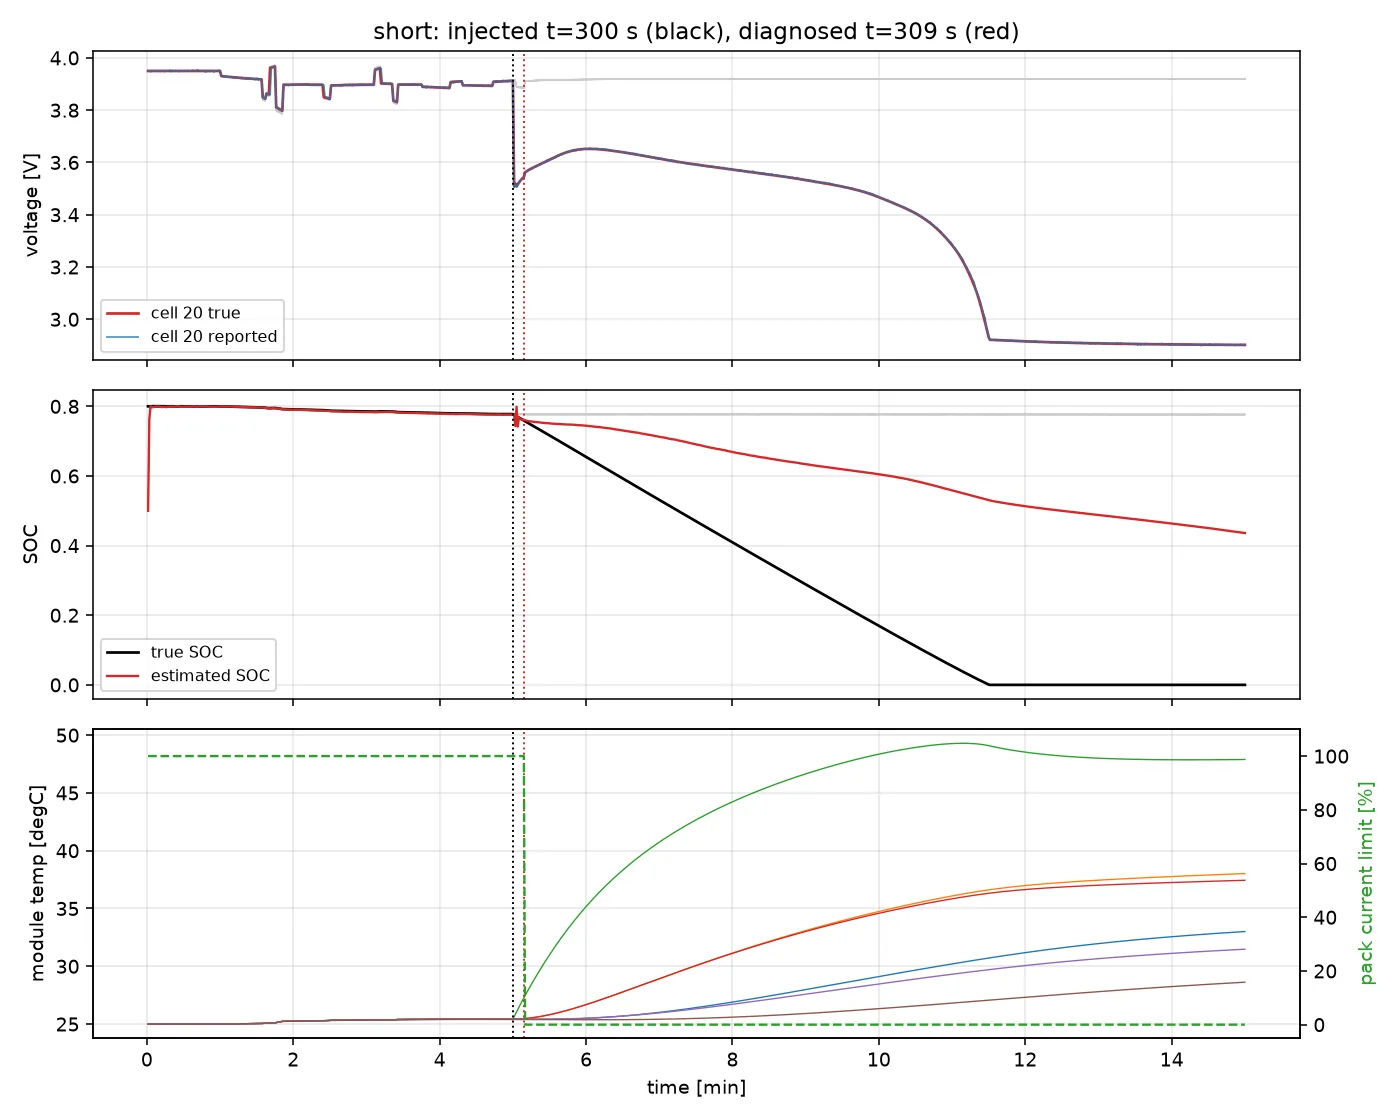 short: injected t=300 s (black), diagnosed t=309 s (red)
4.0
3.8
3.6
3.4
3.2
3.0
voltage [V]
cell 20 true
cell 20 reported
0.8
0.6
0.4
0.2
0.0
SOC
true SOC
estimated SOC
50
45
40
35
30
25
module temp [degC]
100
80
60
40
20
0
pack current limit [%]
0 2 4 6 8 10 12 14
time [min]